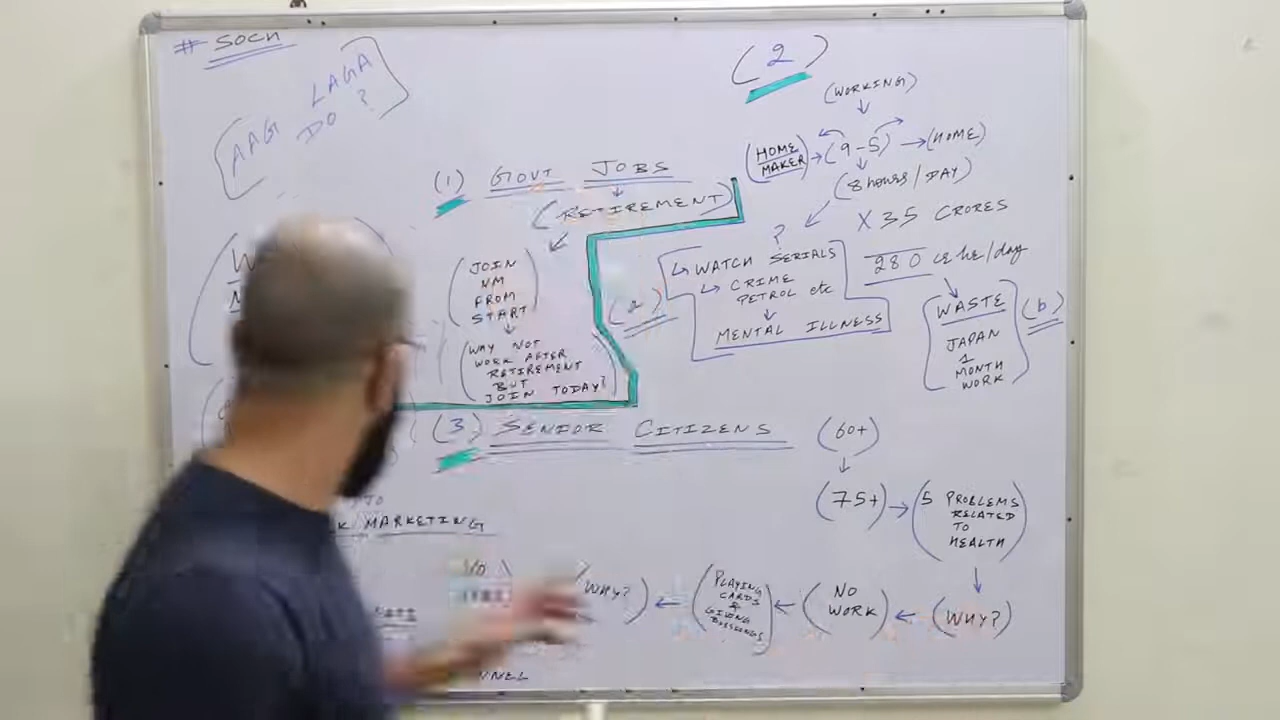 # SOCH
AAG LAGA
DO ?
(1) GOVT JOBS
(RETIREMENT)
(JOIN
NM
FROM
START)
(WHY NOT
WORK AFTER
RETIREMENT
BUT
JOIN TODAY?)
(2)
(WORKING)
(HOME
MAKER)
→ (9-5) → (HOME)
(8 HOURS / DAY)
X 35 CRORES
280 CR HR/day
?
(a)
↳ WATCH SERIALS
↳ CRIME
PETROL etc
MENTAL ILLNESS
(WASTE
JAPAN
1
MONTH
WORK)
(b)
(3) SENIOR CITIZENS
(60+)
(75+) → (5 PROBLEMS
RELATED
TO
HEALTH)
(WHY?)
← (NO
WORK)
← (PLAYING
CARDS
&
GIVING
BLESSINGS)
← (WHY?)
MARKETING